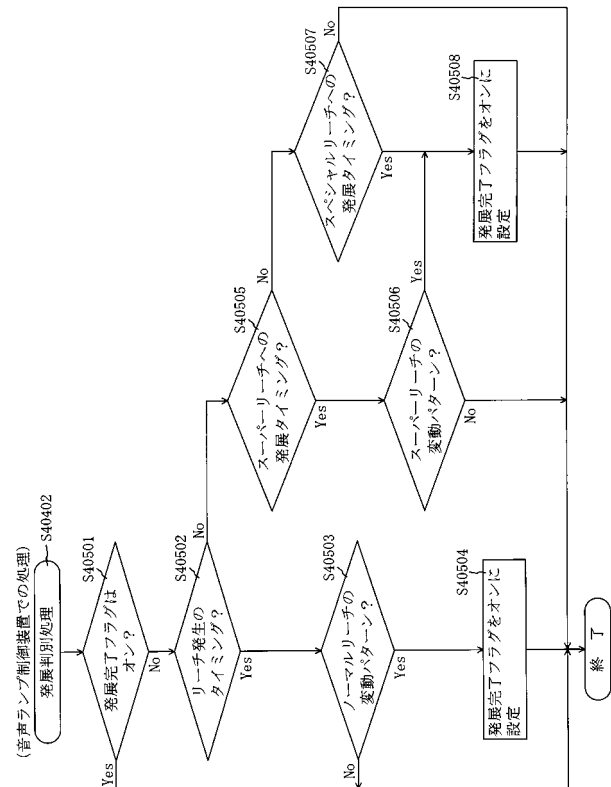 (音声ランプ制御装置での処理)
S40402
発展判別処理
S40501
発展完了フラグは
オン?
Yes
No
S40502
リーチ発生の
タイミング?
No
Yes
S40503
ノーマルリーチの
変動パターン?
No
Yes
S40504
発展完了フラグをオンに
設定
S40505
スーパーリーチへの
発展タイミング?
No
Yes
S40506
スーパーリーチの
変動パターン?
Yes
No
S40507
スペシャルリーチへの
発展タイミング?
No
Yes
S40508
発展完了フラグをオンに
設定
終 了